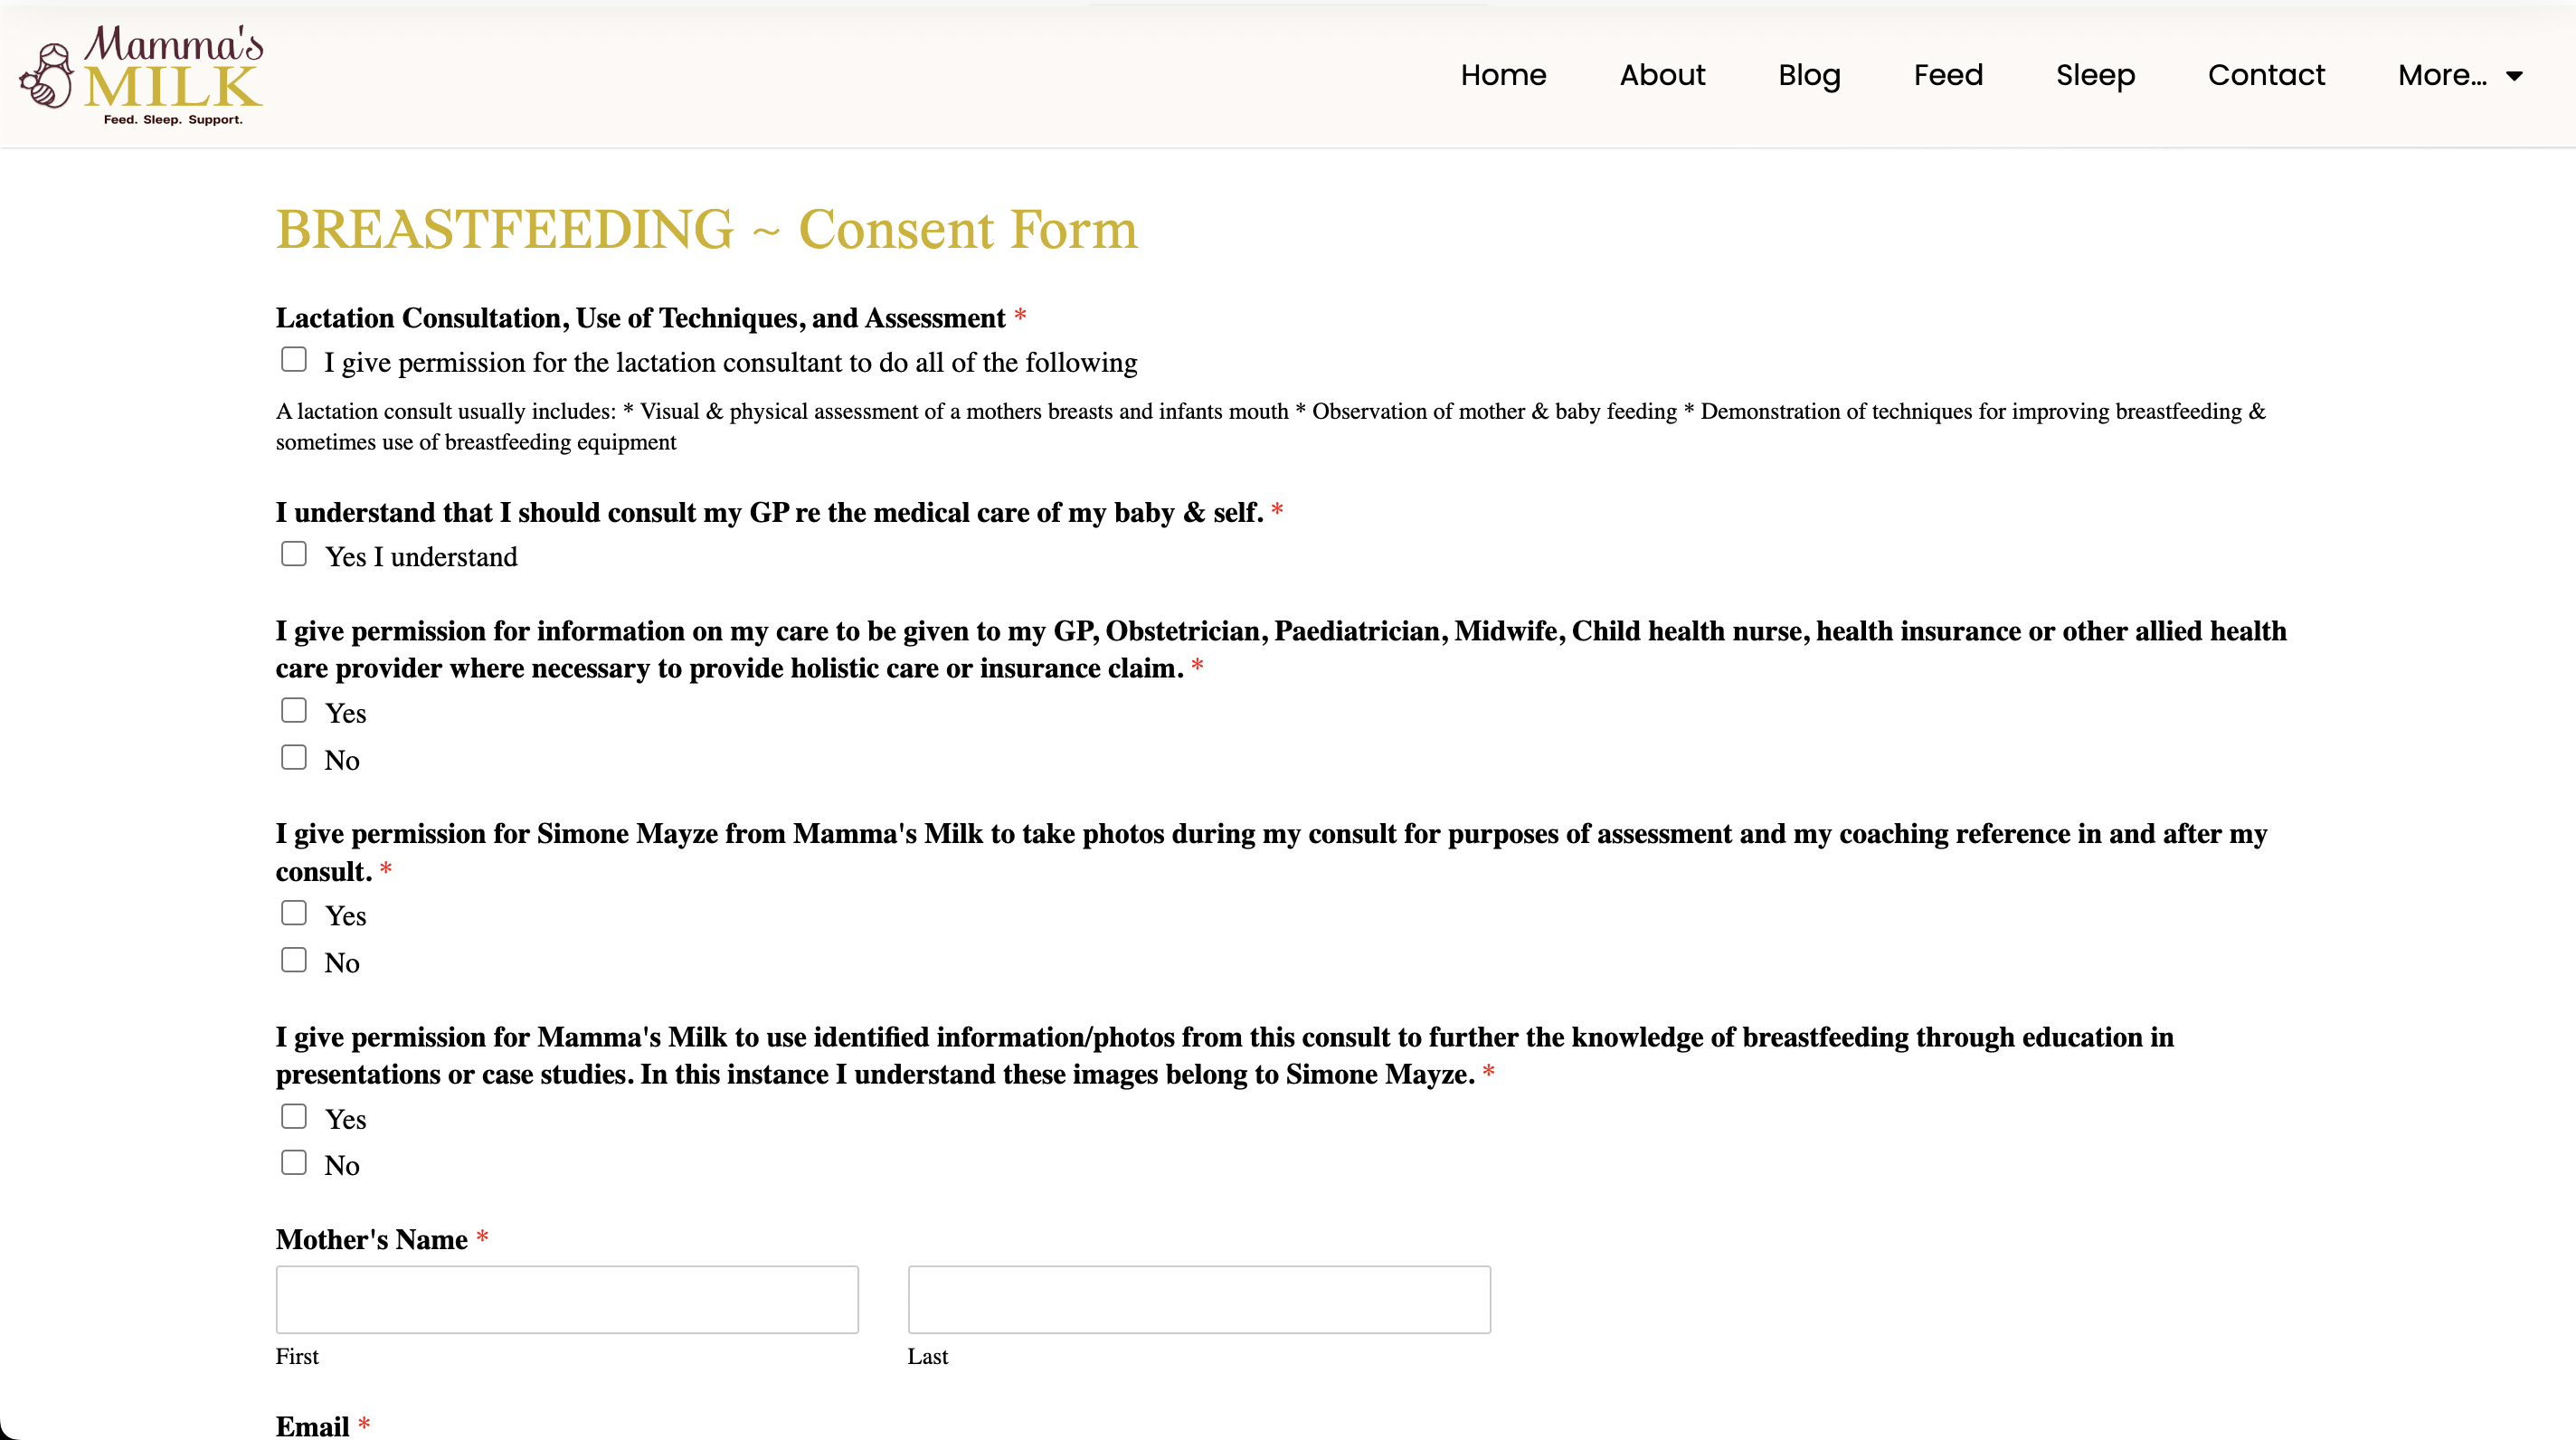 Mamma's
MILK
Feed. Sleep. Support.
Home About Blog Feed Sleep Contact More...
BREASTFEEDING ~ Consent Form
Lactation Consultation, Use of Techniques, and Assessment *
I give permission for the lactation consultant to do all of the following
A lactation consult usually includes: * Visual & physical assessment of a mothers breasts and infants mouth * Observation of mother & baby feeding * Demonstration of techniques for improving breastfeeding &
sometimes use of breastfeeding equipment
I understand that I should consult my GP re the medical care of my baby & self. *
Yes I understand
I give permission for information on my care to be given to my GP, Obstetrician, Paediatrician, Midwife, Child health nurse, health insurance or other allied health
care provider where necessary to provide holistic care or insurance claim. *
Yes
No
I give permission for Simone Mayze from Mamma's Milk to take photos during my consult for purposes of assessment and my coaching reference in and after my
consult. *
Yes
No
I give permission for Mamma's Milk to use identified information/photos from this consult to further the knowledge of breastfeeding through education in
presentations or case studies. In this instance I understand these images belong to Simone Mayze. *
Yes
No
Mother's Name *
First Last
Email *